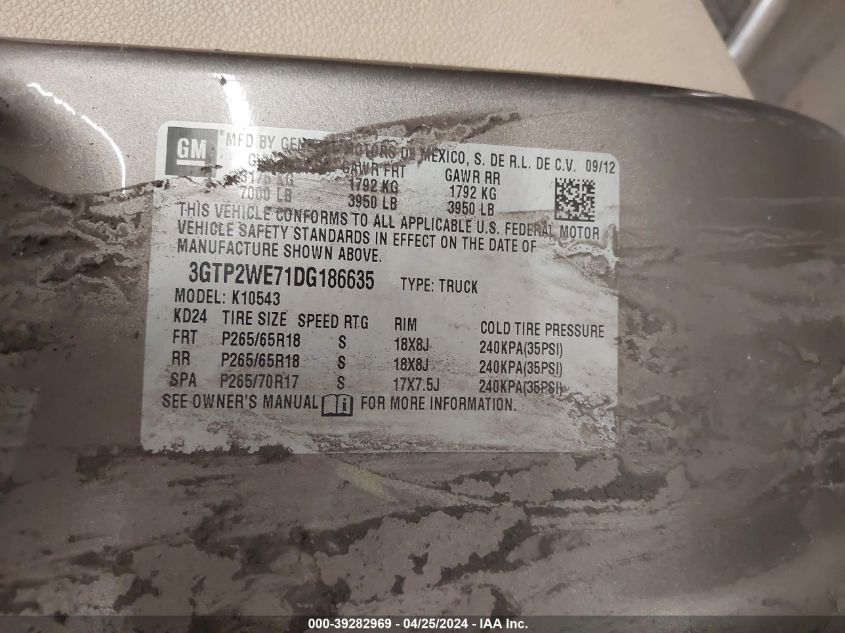 GM MFD BY GENERAL MOTORS DE MEXICO, S. DE R.L. DE C.V. 09/12
GAWR FRT GAWR RR
KG 1792 KG 1792 KG
7000 LB 3950 LB 3950 LB
THIS VEHICLE CONFORMS TO ALL APPLICABLE U.S. FEDERAL MOTOR
VEHICLE SAFETY STANDARDS IN EFFECT ON THE DATE OF
MANUFACTURE SHOWN ABOVE.
3GTP2WE71DG186635 TYPE: TRUCK
MODEL: K10543
KD24 TIRE SIZE SPEED RTG RIM COLD TIRE PRESSURE
FRT P265/65R18 S 18X8J 240KPA(35PSI)
RR P265/65R18 S 18X8J 240KPA(35PSI)
SPA P265/70R17 S 17X7.5J 240KPA(35PSI)
SEE OWNER'S MANUAL FOR MORE INFORMATION.
000-39282969 - 04/25/2024 - IAA Inc.